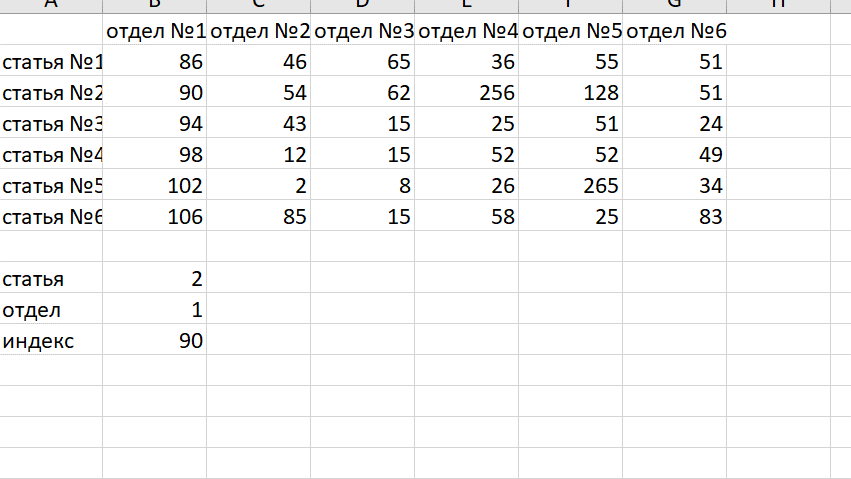 A B C D E F G H
отдел №1 отдел №2 отдел №3 отдел №4 отдел №5 отдел №6
статья №1 86 46 65 36 55 51
статья №2 90 54 62 256 128 51
статья №3 94 43 15 25 51 24
статья №4 98 12 15 52 52 49
статья №5 102 2 8 26 265 34
статья №6 106 85 15 58 25 83
статья 2
отдел 1
индекс 90